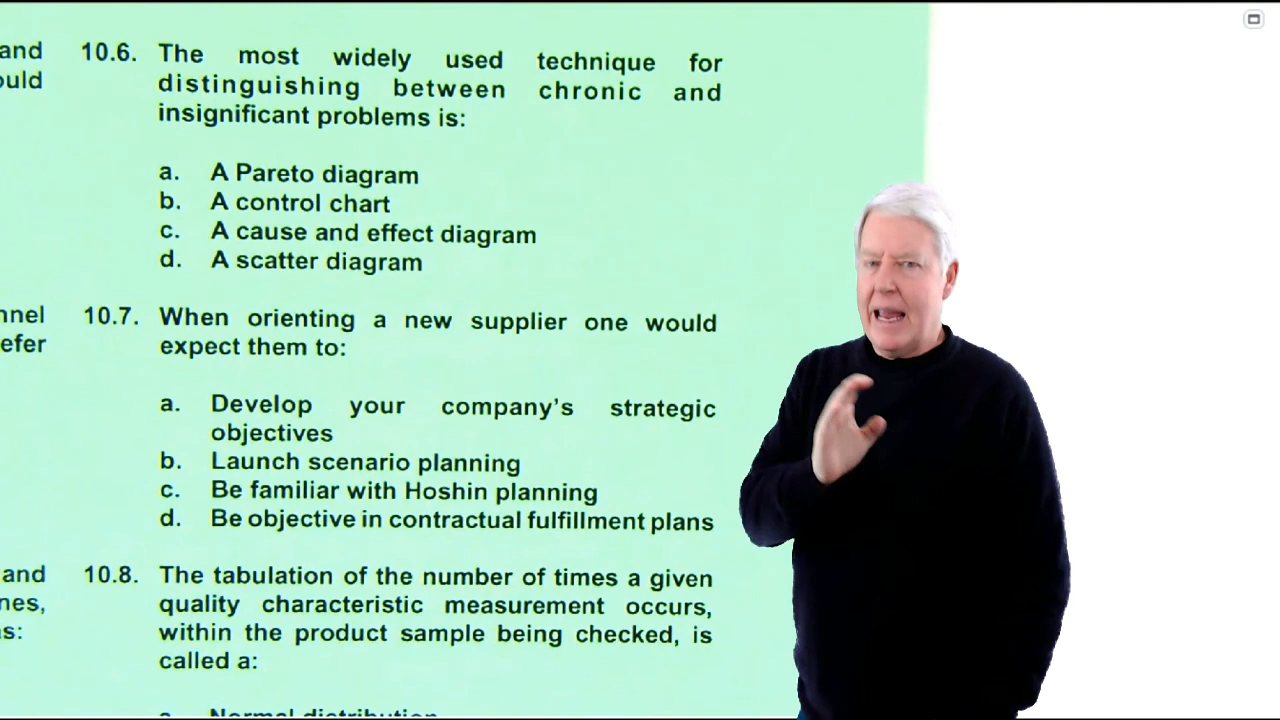 and
ould
10.6. The most widely used technique for
distinguishing between chronic and
insignificant problems is:
a. A Pareto diagram
b. A control chart
c. A cause and effect diagram
d. A scatter diagram
nnel
efer
10.7. When orienting a new supplier one would
expect them to:
a. Develop your company's strategic
objectives
b. Launch scenario planning
c. Be familiar with Hoshin planning
d. Be objective in contractual fulfillment plans
and
nes,
s:
10.8. The tabulation of the number of times a given
quality characteristic measurement occurs,
within the product sample being checked, is
called a:
a. Normal distribution